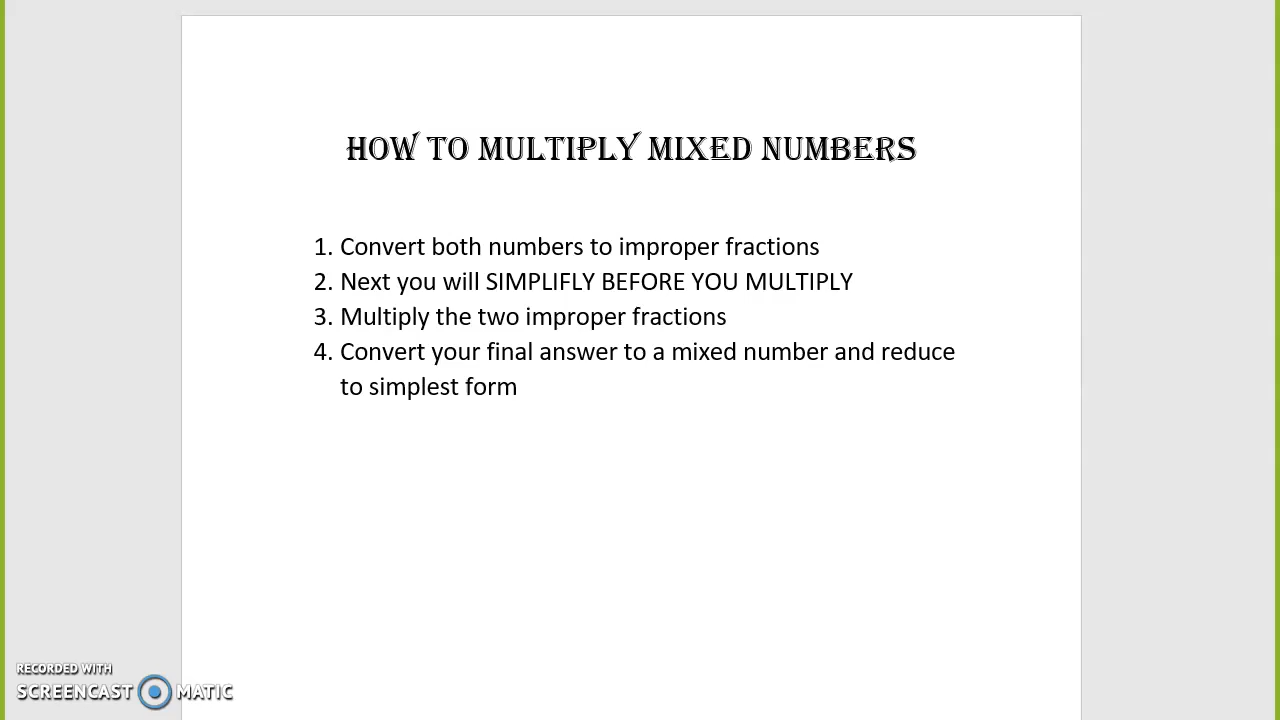 HOW TO MULTIPLY MIXED NUMBERS
1. Convert both numbers to improper fractions
2. Next you will SIMPLIFLY BEFORE YOU MULTIPLY
3. Multiply the two improper fractions
4. Convert your final answer to a mixed number and reduce
to simplest form
RECORDED WITH
SCREENCAST MATIC